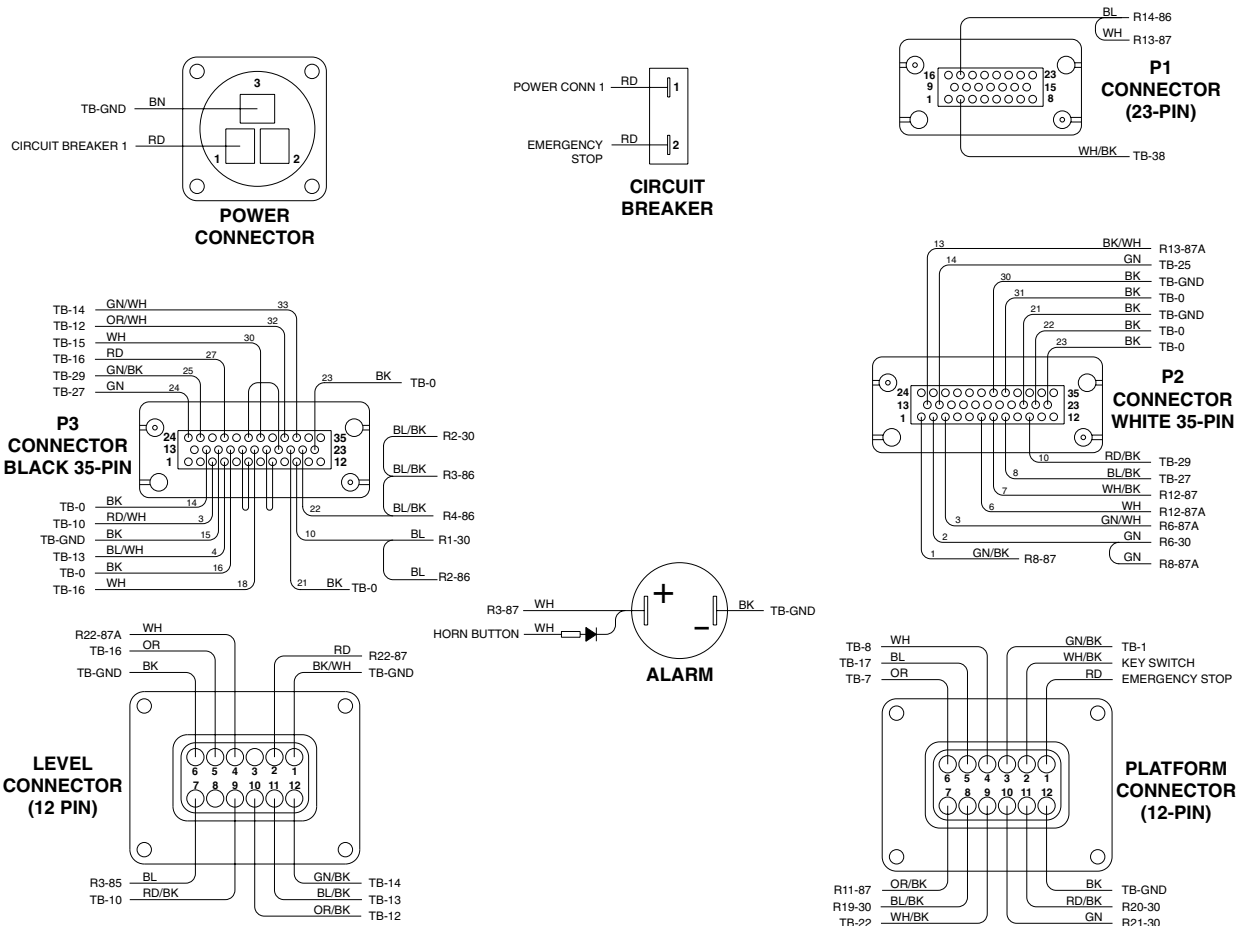 3
TB-GND BN
CIRCUIT BREAKER 1 RD
1 2
POWER
CONNECTOR
POWER CONN 1 RD 1
EMERGENCY
STOP RD 2
CIRCUIT
BREAKER
BL R14-86
WH R13-87
16 23
9 15
1 8
WH/BK TB-38
P1
CONNECTOR
(23-PIN)
TB-14 GN/WH 33
TB-12 OR/WH 32
TB-15 WH 30
TB-16 RD 27
TB-29 GN/BK 25
TB-27 GN 24
23 BK TB-0
24 35
13 23
1 12
P3
CONNECTOR
BLACK 35-PIN
BL/BK R2-30
BL/BK R3-86
22 BL/BK R4-86
10 BL R1-30
BL R2-86
TB-0 BK 14
TB-10 RD/WH 3
TB-GND BK 15
TB-13 BL/WH 4
TB-0 BK 16
TB-16 WH 18
21 BK TB-0
13 BK/WH R13-87A
14 GN TB-25
30 BK TB-GND
31 BK TB-0
21 BK TB-GND
22 BK TB-0
23 BK TB-0
24 35
13 23
1 12
P2
CONNECTOR
WHITE 35-PIN
10 RD/BK TB-29
8 BL/BK TB-27
7 WH/BK R12-87
6 WH R12-87A
3 GN/WH R6-87A
2 GN R6-30
1 GN/BK R8-87
GN R8-87A
R3-87 WH
HORN BUTTON WH
+ –
BK TB-GND
ALARM
R22-87A WH
TB-16 OR
TB-GND BK
RD R22-87
BK/WH TB-GND
6 5 4 3 2 1
7 8 9 10 11 12
LEVEL
CONNECTOR
(12 PIN)
R3-85 BL
TB-10 RD/BK
GN/BK TB-14
BL/BK TB-13
OR/BK TB-12
TB-8 WH
TB-17 BL
TB-7 OR
GN/BK TB-1
WH/BK KEY SWITCH
RD EMERGENCY STOP
6 5 4 3 2 1
7 8 9 10 11 12
PLATFORM
CONNECTOR
(12-PIN)
R11-87 OR/BK
R19-30 BL/BK
TB-22 WH/BK
BK TB-GND
RD/BK R20-30
GN R21-30